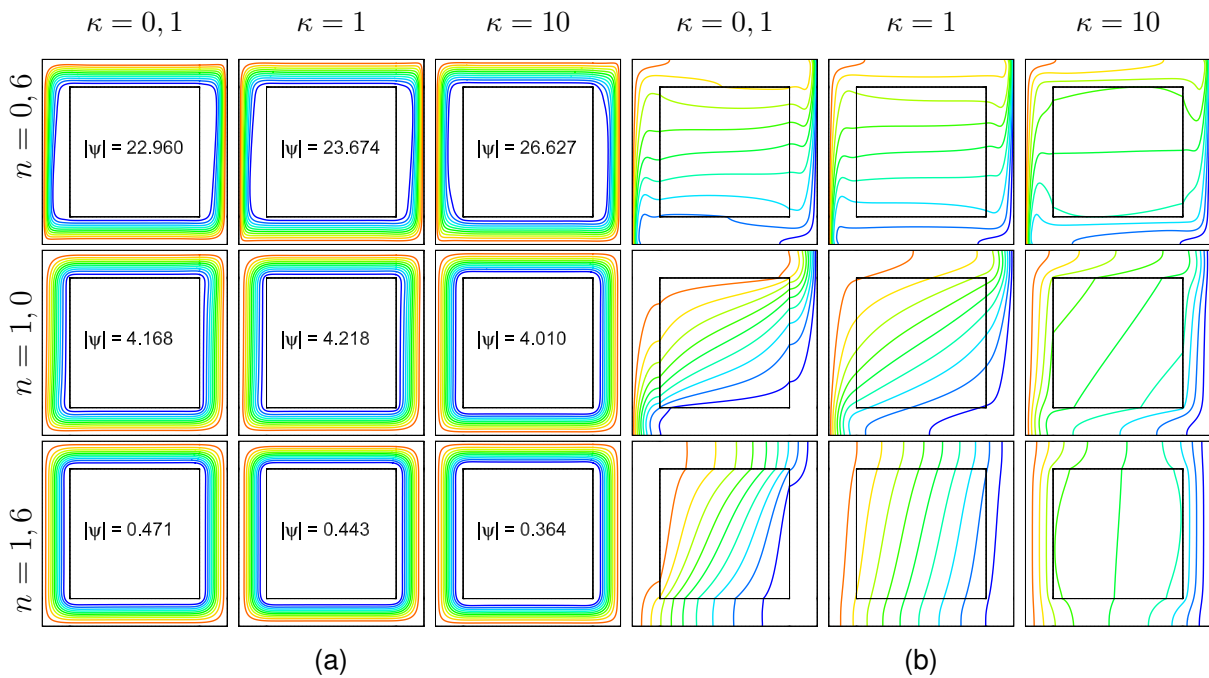 κ = 0,1 κ = 1 κ = 10 κ = 0,1 κ = 1 κ = 10
n = 0,6
|ψ| = 22.960 |ψ| = 23.674 |ψ| = 26.627
n = 1,0
|ψ| = 4.168 |ψ| = 4.218 |ψ| = 4.010
n = 1,6
|ψ| = 0.471 |ψ| = 0.443 |ψ| = 0.364
(a) (b)